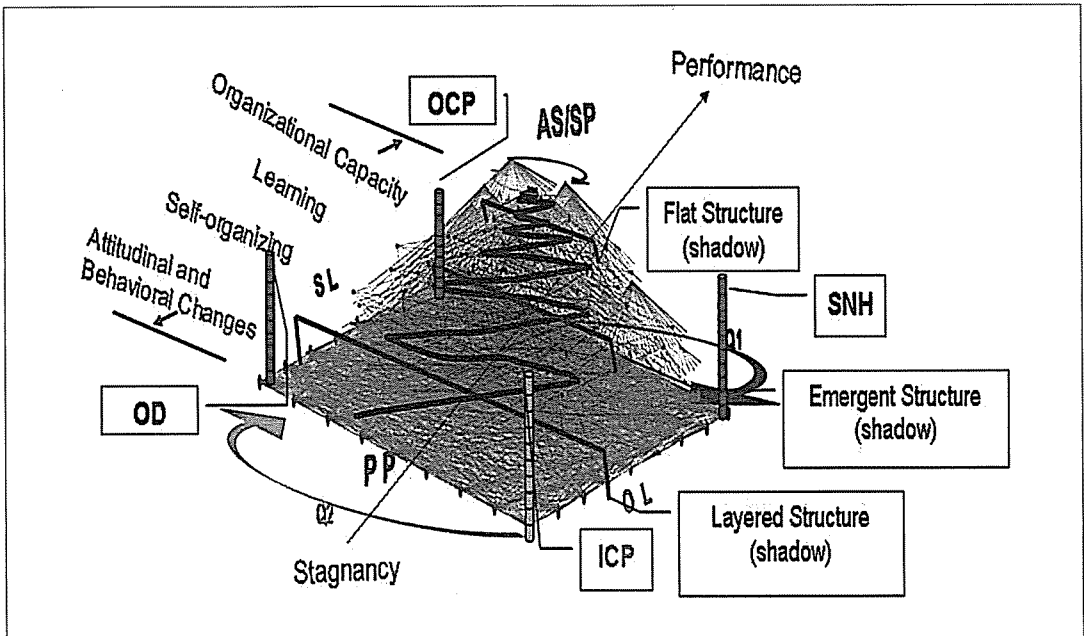 Performance
OCP
AS/SP
Organizational Capacity
Learning
Self-organizing
Attitudinal and
Behavioral Changes
SL
Flat Structure
(shadow)
SNH
Q1
Emergent Structure
(shadow)
OD
PP
Q2
OL
Layered Structure
(shadow)
ICP
Stagnancy